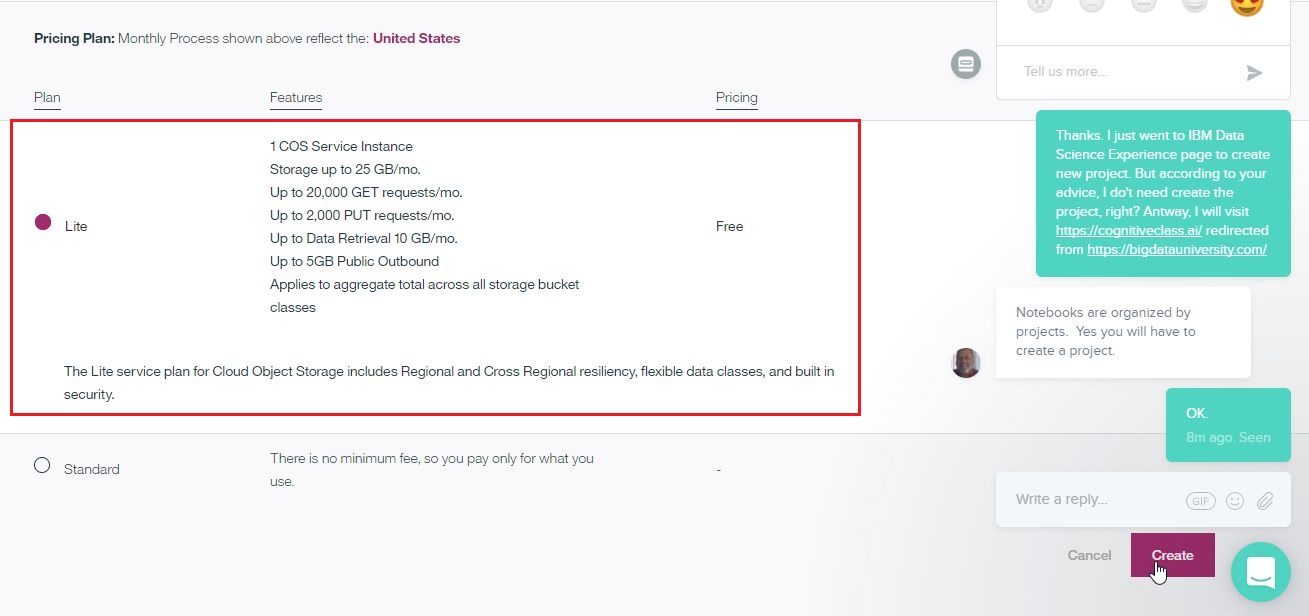 Pricing Plan: Monthly Process shown above reflect the: United States
Plan
Features
Pricing
Lite
1 COS Service Instance
Storage up to 25 GB/mo.
Up to 20,000 GET requests/mo.
Up to 2,000 PUT requests/mo.
Up to Data Retrieval 10 GB/mo.
Up to 5GB Public Outbound
Applies to aggregate total across all storage bucket
classes
Free
The Lite service plan for Cloud Object Storage includes Regional and Cross Regional resiliency, flexible data classes, and built in
security.
Standard
There is no minimum fee, so you pay only for what you
use.
-
Tell us more...
Thanks. I just went to IBM Data
Science Experience page to create
new project. But according to your
advice, I do't need create the
project, right? Antway, I will visit
https://cognitiveclass.ai/ redirected
from https://bigdatauniversity.com/
Notebooks are organized by
projects.  Yes you will have to
create a project.
OK.
8m ago. Seen
Write a reply...
GIF
Cancel
Create